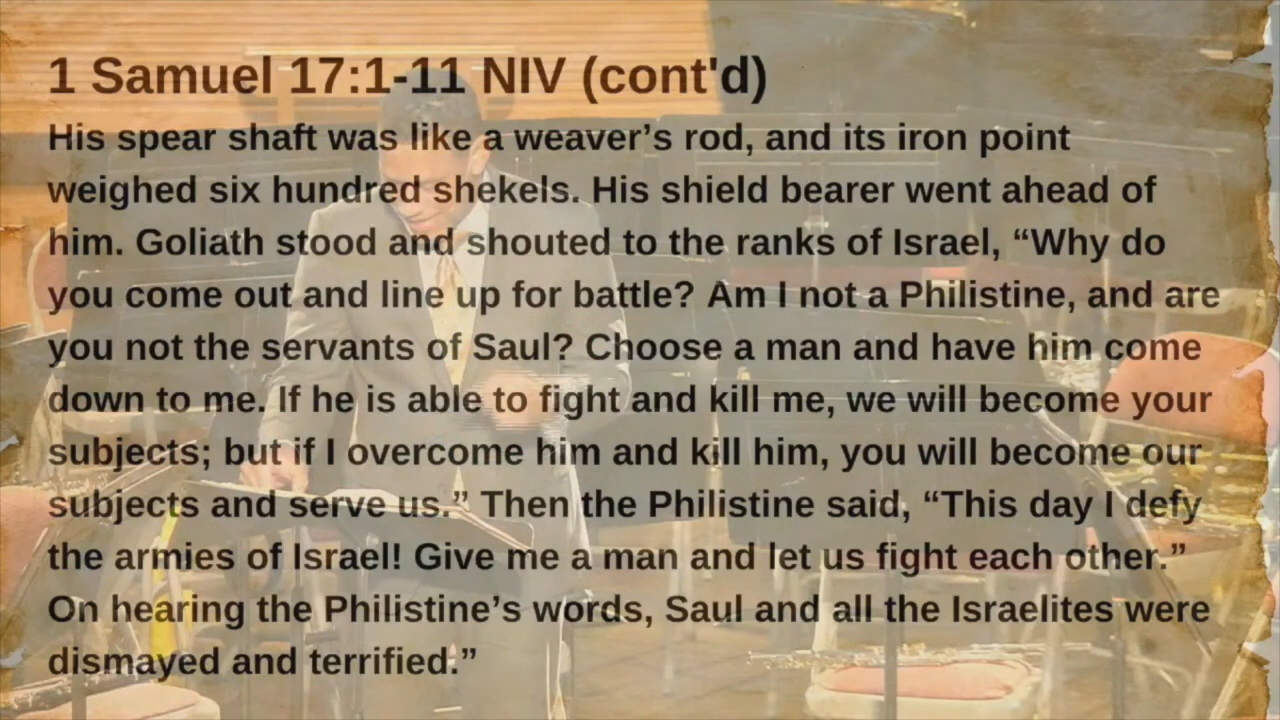 1 Samuel 17:1-11 NIV (cont'd)
His spear shaft was like a weaver’s rod, and its iron point
weighed six hundred shekels. His shield bearer went ahead of
him. Goliath stood and shouted to the ranks of Israel, “Why do
you come out and line up for battle? Am I not a Philistine, and are
you not the servants of Saul? Choose a man and have him come
down to me. If he is able to fight and kill me, we will become your
subjects; but if I overcome him and kill him, you will become our
subjects and serve us.” Then the Philistine said, “This day I defy
the armies of Israel! Give me a man and let us fight each other.”
On hearing the Philistine’s words, Saul and all the Israelites were
dismayed and terrified.”